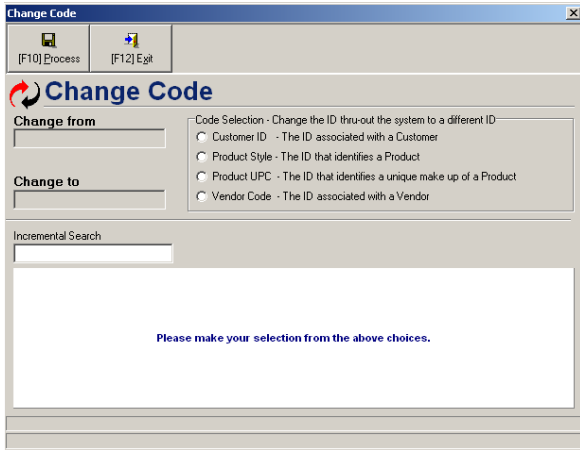 Change Code
[F10] Process
[F12] Exit
Change Code
Change from
Code Selection - Change the ID thru-out the system to a different ID
Customer ID - The ID associated with a Customer
Product Style - The ID that identifies a Product
Product UPC - The ID that identifies a unique make up of a Product
Vendor Code - The ID associated with a Vendor
Change to
Incremental Search
Please make your selection from the above choices.